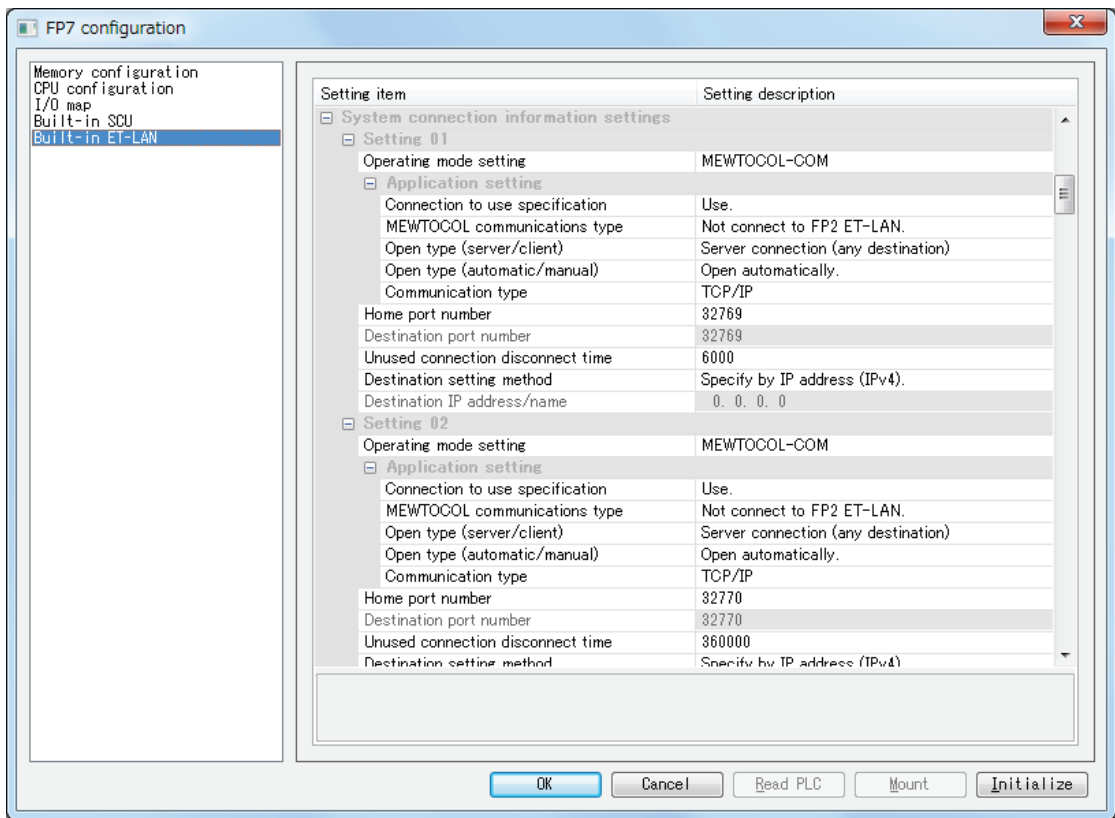 FP7 configuration
Memory configuration
CPU configuration
I/O map
Built-in SCU
Built-in ET-LAN
Setting item Setting description
System connection information settings
Setting 01
Operating mode setting MEWTOCOL-COM
Application setting
Connection to use specification Use.
MEWTOCOL communications type Not connect to FP2 ET-LAN.
Open type (server/client) Server connection (any destination)
Open type (automatic/manual) Open automatically.
Communication type TCP/IP
Home port number 32769
Destination port number 32769
Unused connection disconnect time 6000
Destination setting method Specify by IP address (IPv4).
Destination IP address/name 0. 0. 0. 0
Setting 02
Operating mode setting MEWTOCOL-COM
Application setting
Connection to use specification Use.
MEWTOCOL communications type Not connect to FP2 ET-LAN.
Open type (server/client) Server connection (any destination)
Open type (automatic/manual) Open automatically.
Communication type TCP/IP
Home port number 32770
Destination port number 32770
Unused connection disconnect time 360000
Destination setting method Specify by IP address (IPv4)
OK Cancel Read PLC Mount Initialize